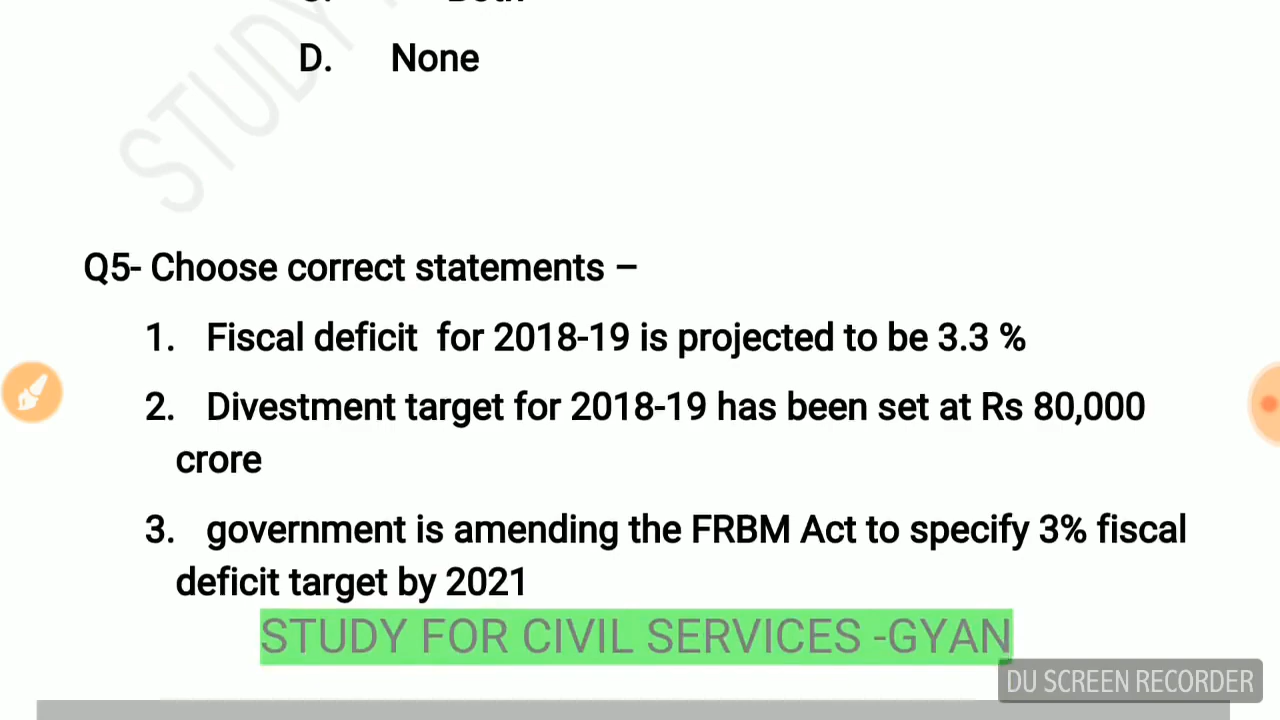 D. None
STUDY
Q5- Choose correct statements –
1. Fiscal deficit for 2018-19 is projected to be 3.3 %
2. Divestment target for 2018-19 has been set at Rs 80,000
crore
3. government is amending the FRBM Act to specify 3% fiscal
deficit target by 2021
STUDY FOR CIVIL SERVICES -GYAN
DU SCREEN RECORDER